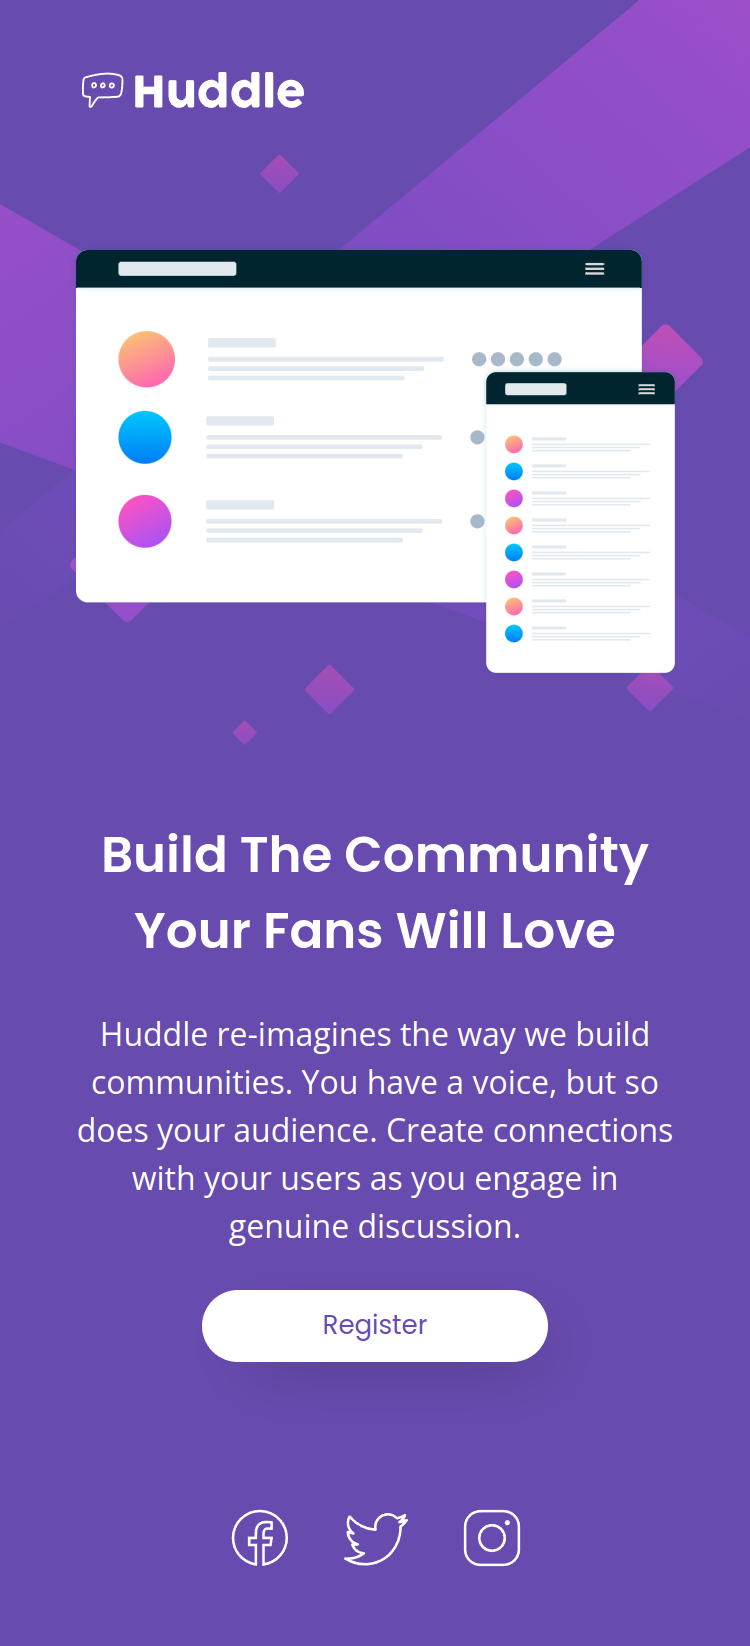 Huddle
Build The Community
Your Fans Will Love
Huddle re-imagines the way we build
communities. You have a voice, but so
does your audience. Create connections
with your users as you engage in
genuine discussion.
Register